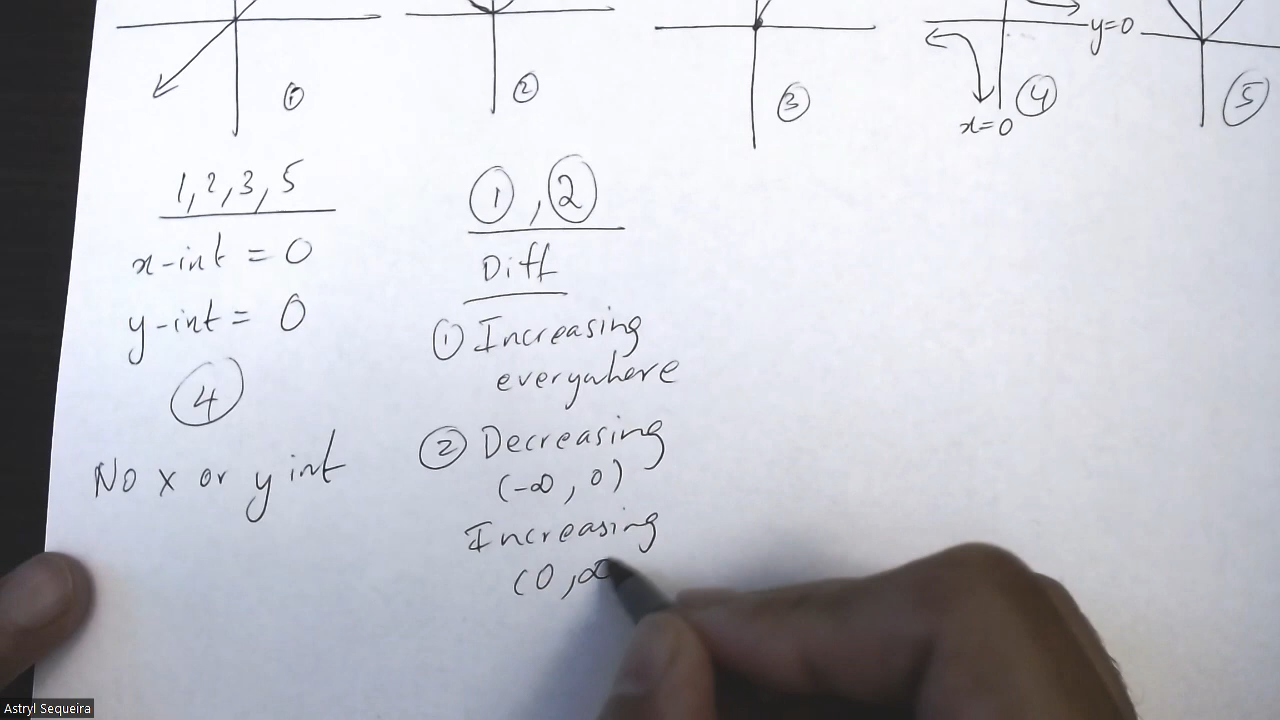 ①
②
③
④
⑤
y=0
x=0
1, 2, 3, 5
x-int = 0
y-int = 0
④
No x or y int
①, ②
Diff
① Increasing
everywhere
② Decreasing
(-∞, 0)
Increasing
(0, ∞
Astryl Sequeira